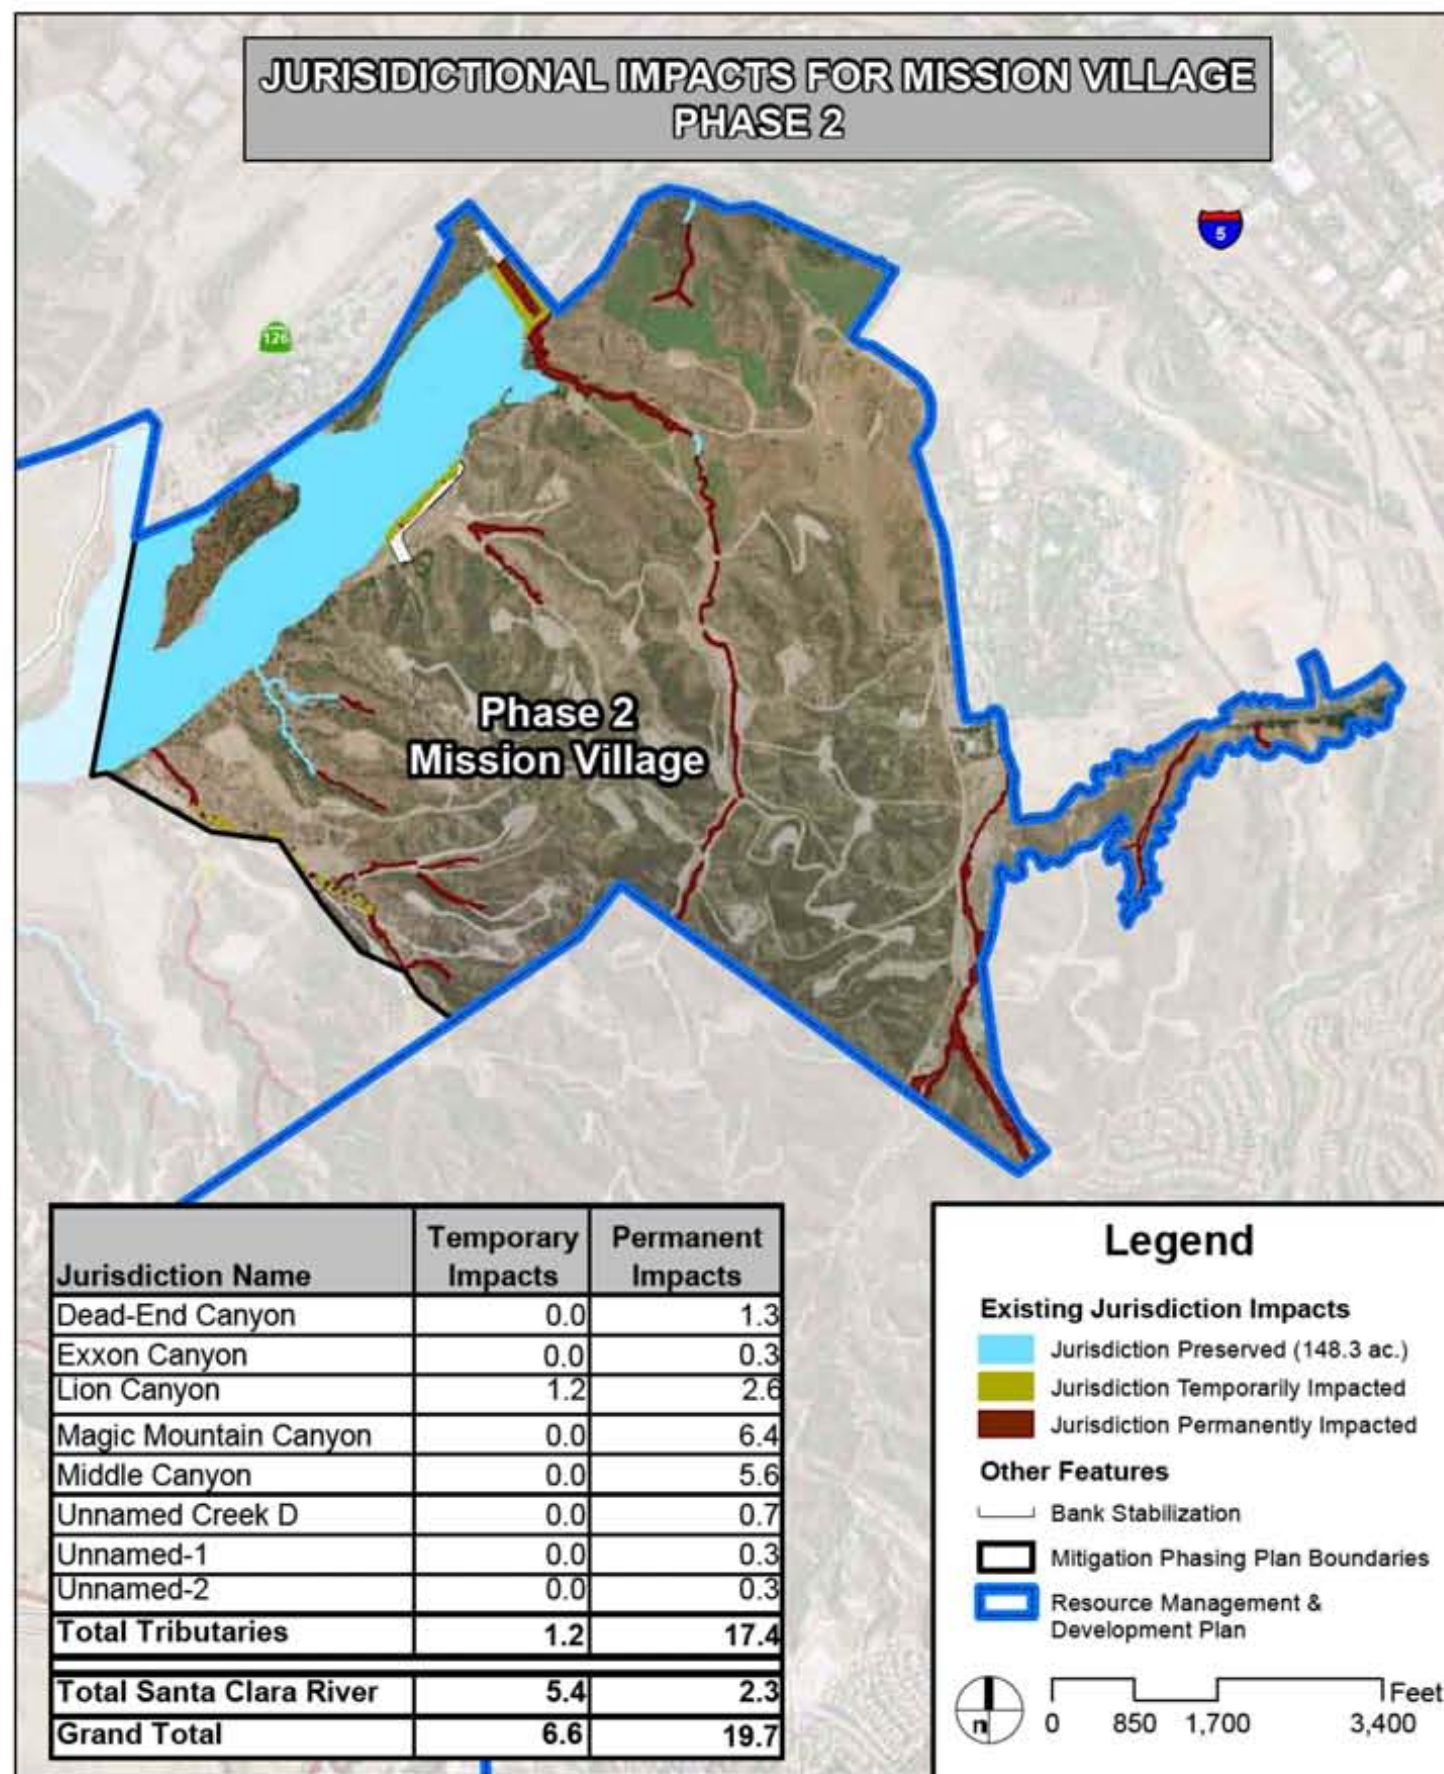 JURISIDICTIONAL IMPACTS FOR MISSION VILLAGE
PHASE 2
5
126
Phase 2
Mission Village
Jurisdiction Name Temporary Impacts Permanent Impacts
Dead-End Canyon 0.0 1.3
Exxon Canyon 0.0 0.3
Lion Canyon 1.2 2.6
Magic Mountain Canyon 0.0 6.4
Middle Canyon 0.0 5.6
Unnamed Creek D 0.0 0.7
Unnamed-1 0.0 0.3
Unnamed-2 0.0 0.3
Total Tributaries 1.2 17.4
Total Santa Clara River 5.4 2.3
Grand Total 6.6 19.7
Legend
Existing Jurisdiction Impacts
Jurisdiction Preserved (148.3 ac.)
Jurisdiction Temporarily Impacted
Jurisdiction Permanently Impacted
Other Features
Bank Stabilization
Mitigation Phasing Plan Boundaries
Resource Management &
Development Plan
n
Feet
0 850 1,700 3,400